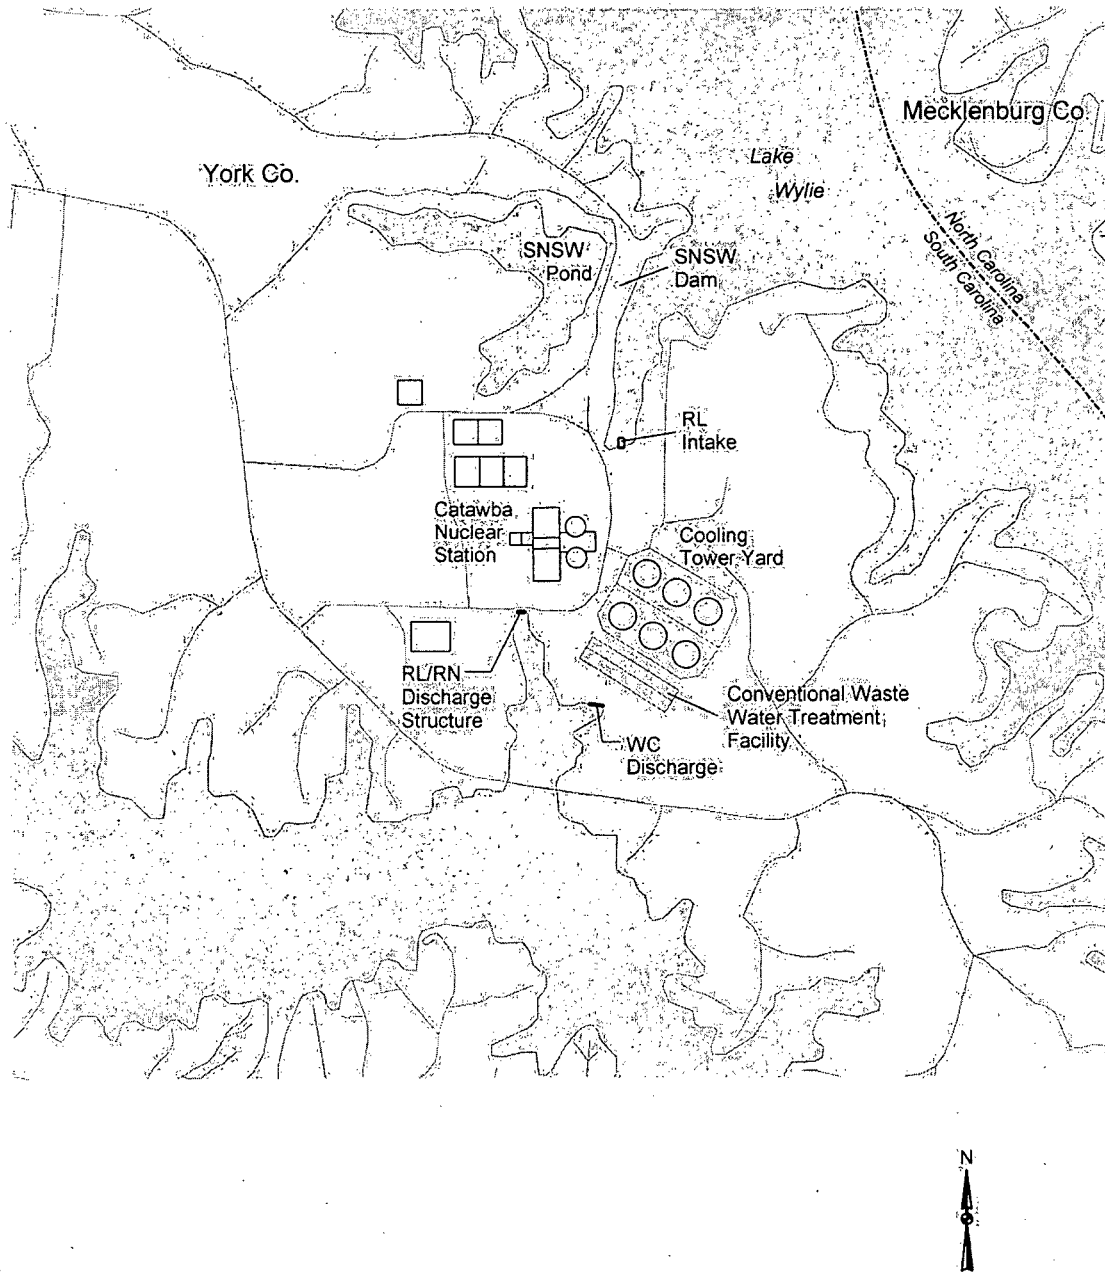 Mecklenburg Co.
York Co.
Lake
Wylie
North Carolina
South Carolina
SNSW
Pond
SNSW
Dam
RL
Intake
Catawba
Nuclear
Station
Cooling
Tower Yard
RL/RN
Discharge
Structure
Conventional Waste
Water Treatment
Facility
WC
Discharge
N